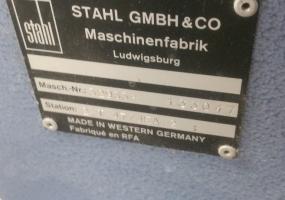 stahl
STAHL GMBH & CO
Maschinenfabrik
Ludwigsburg
Masch-Nr.
Station
MADE IN WESTERN GERMANY
Fabriqué en RFA